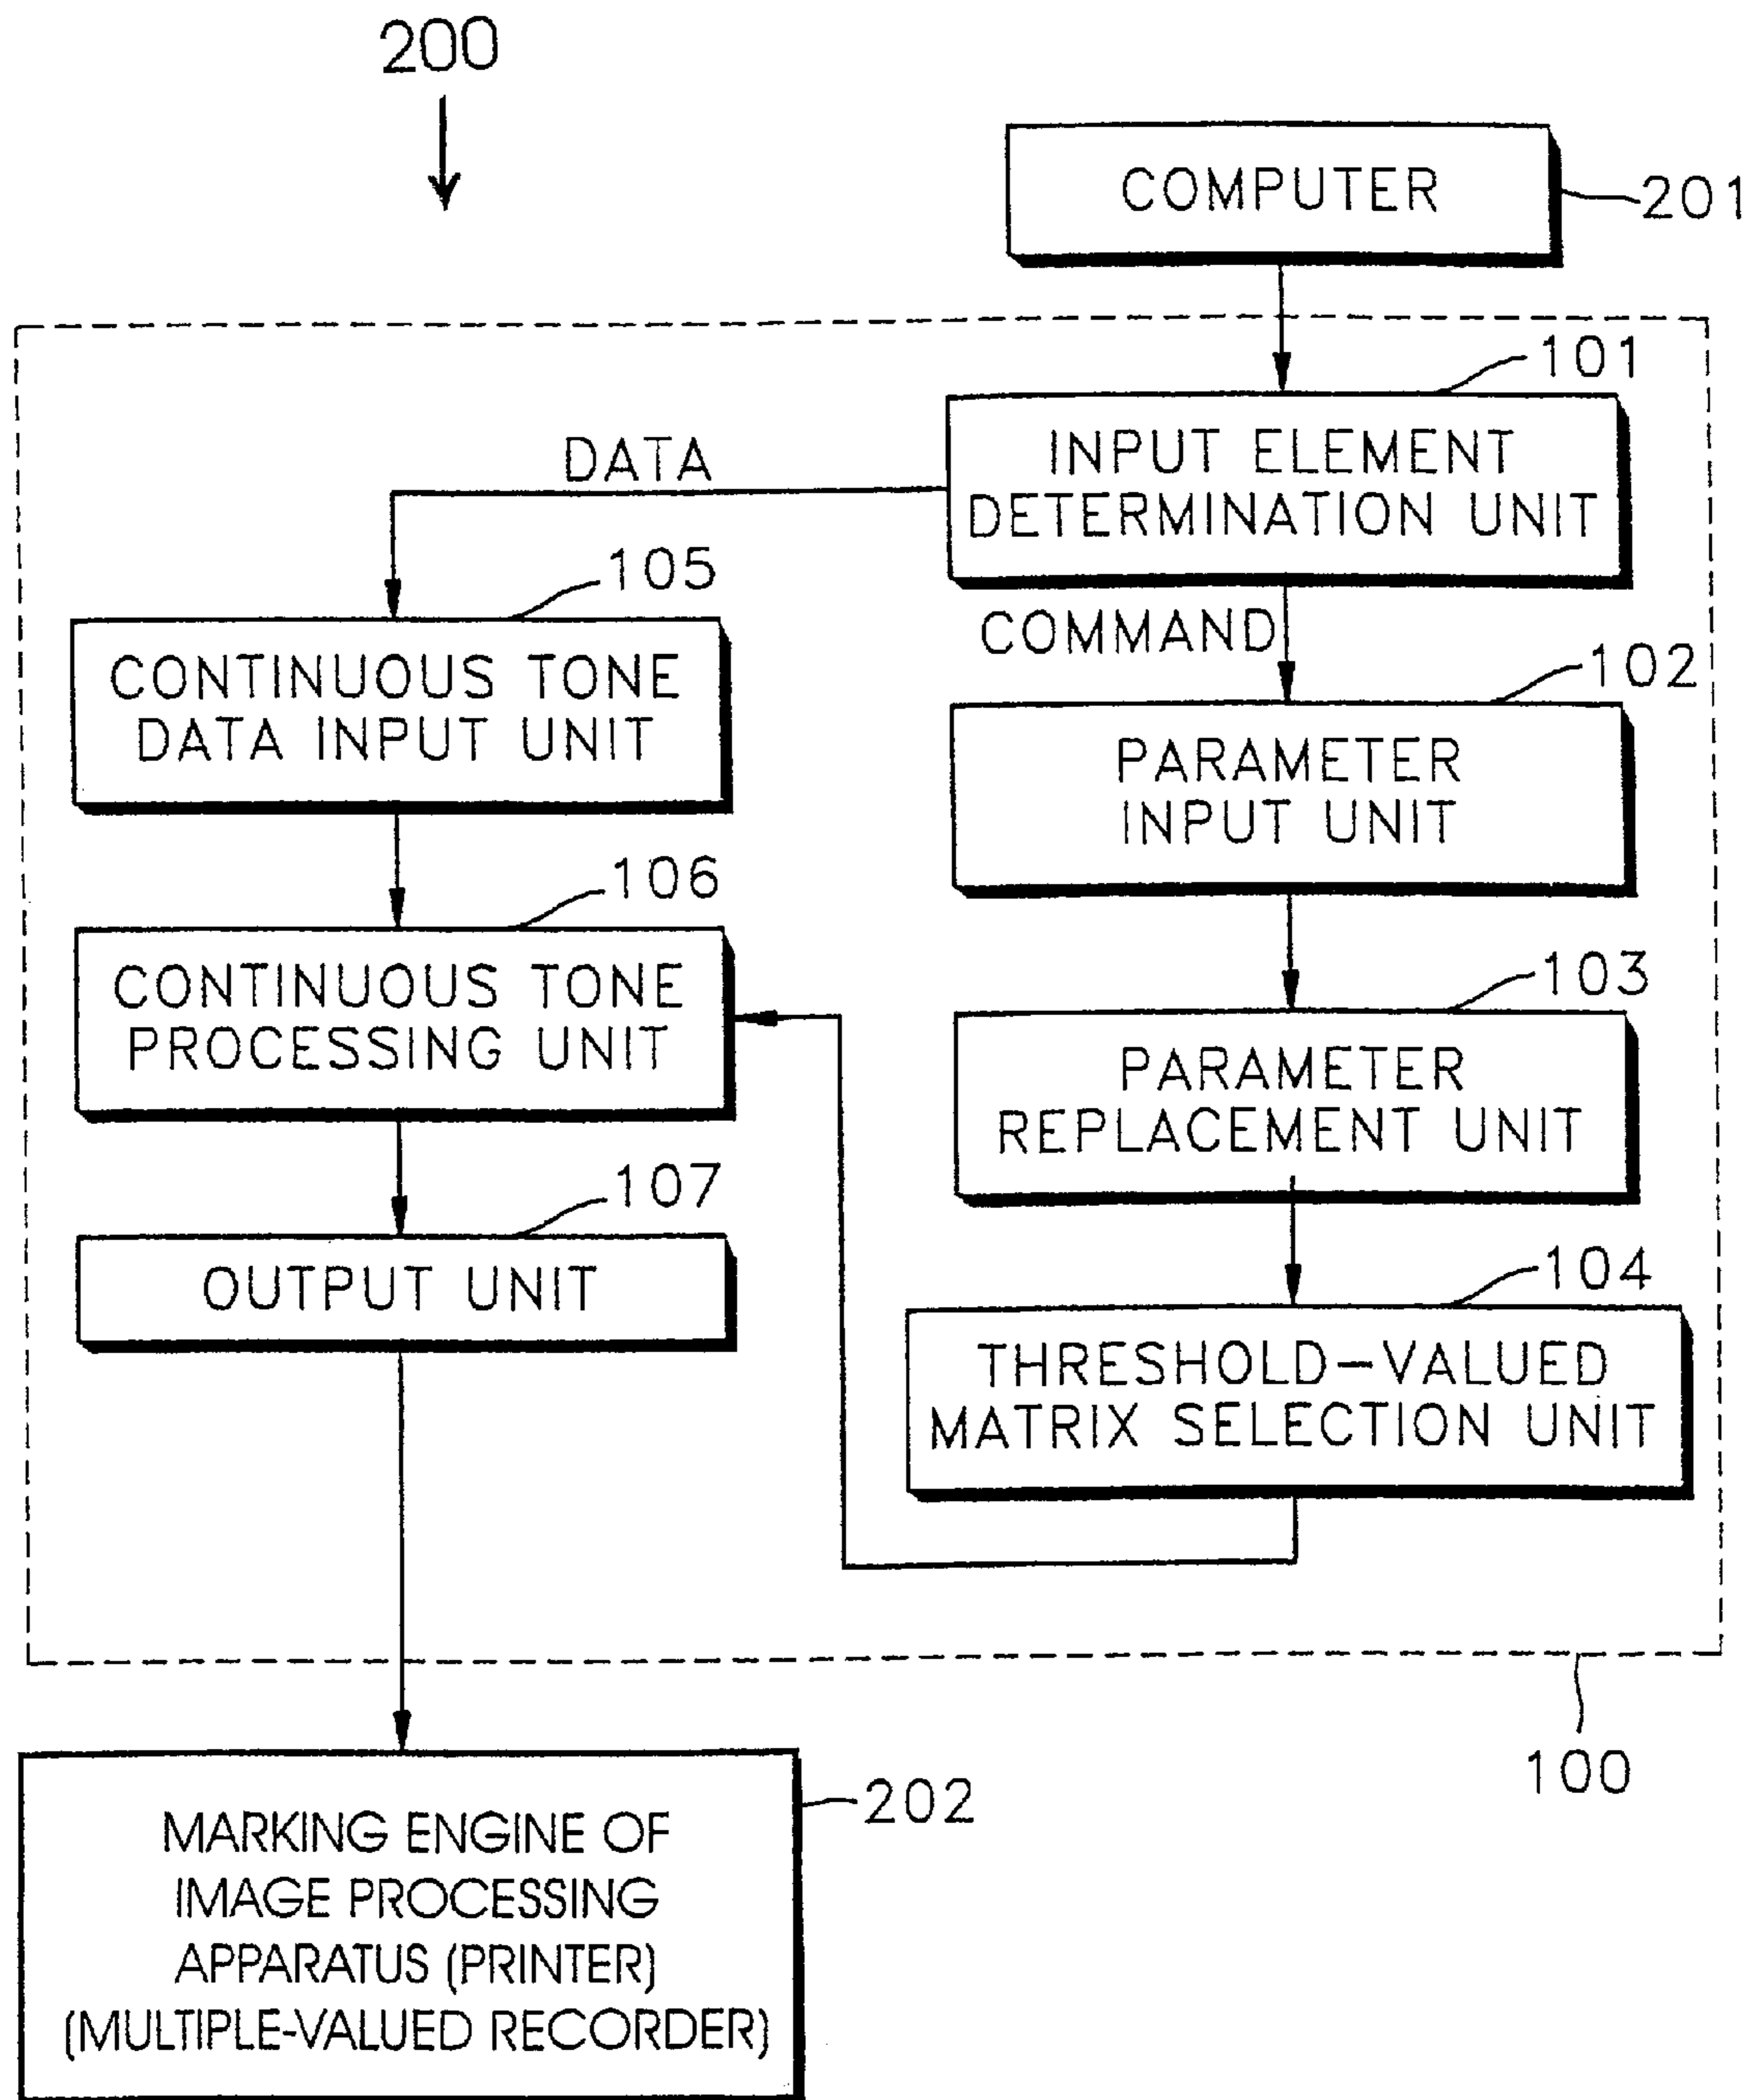 200
COMPUTER
201
101
INPUT ELEMENT
DETERMINATION UNIT
DATA
COMMAND
105
CONTINUOUS TONE
DATA INPUT UNIT
102
PARAMETER
INPUT UNIT
106
CONTINUOUS TONE
PROCESSING UNIT
103
PARAMETER
REPLACEMENT UNIT
107
OUTPUT UNIT
104
THRESHOLD-VALUED
MATRIX SELECTION UNIT
100
202
MARKING ENGINE OF
IMAGE PROCESSING
APPARATUS (PRINTER)
(MULTIPLE-VALUED RECORDER)